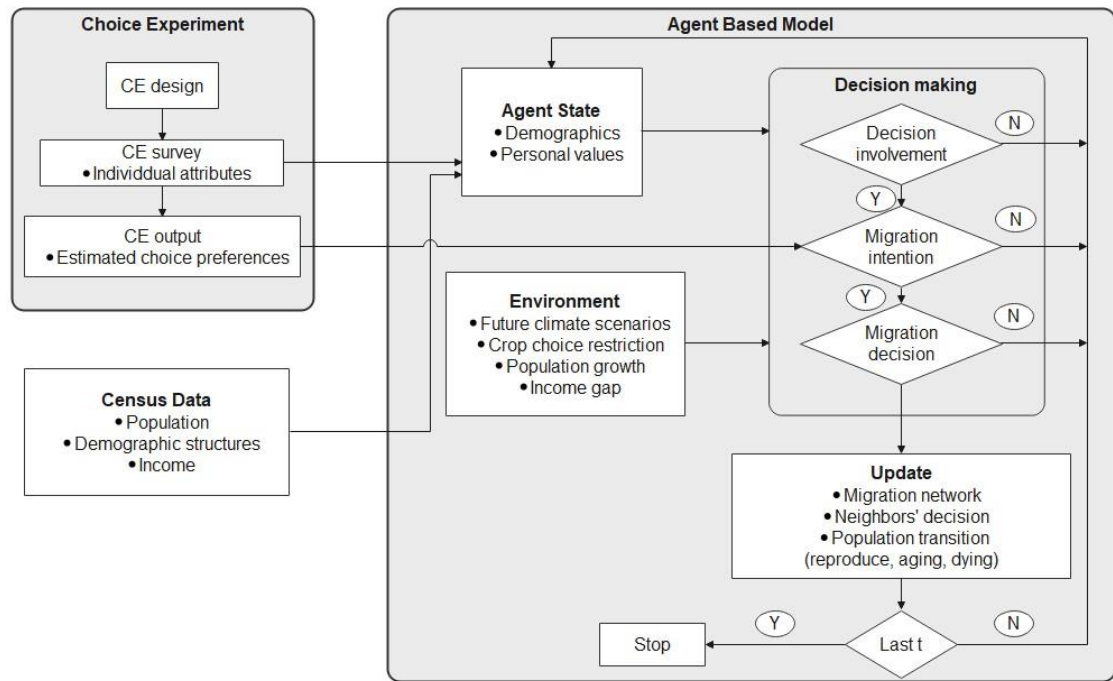 Choice Experiment
CE design
CE survey
• Individdual attributes
CE output
• Estimated choice preferences
Census Data
• Population
• Demographic structures
• Income
Agent Based Model
Agent State
• Demographics
• Personal values
Environment
• Future climate scenarios
• Crop choice restriction
• Population growth
• Income gap
Decision making
Decision
involvement
N
Y
Migration
intention
N
Y
Migration
decision
N
Update
• Migration network
• Neighbors' decision
• Population transition
(reproduce, aging, dying)
Stop
Y
Last t
N